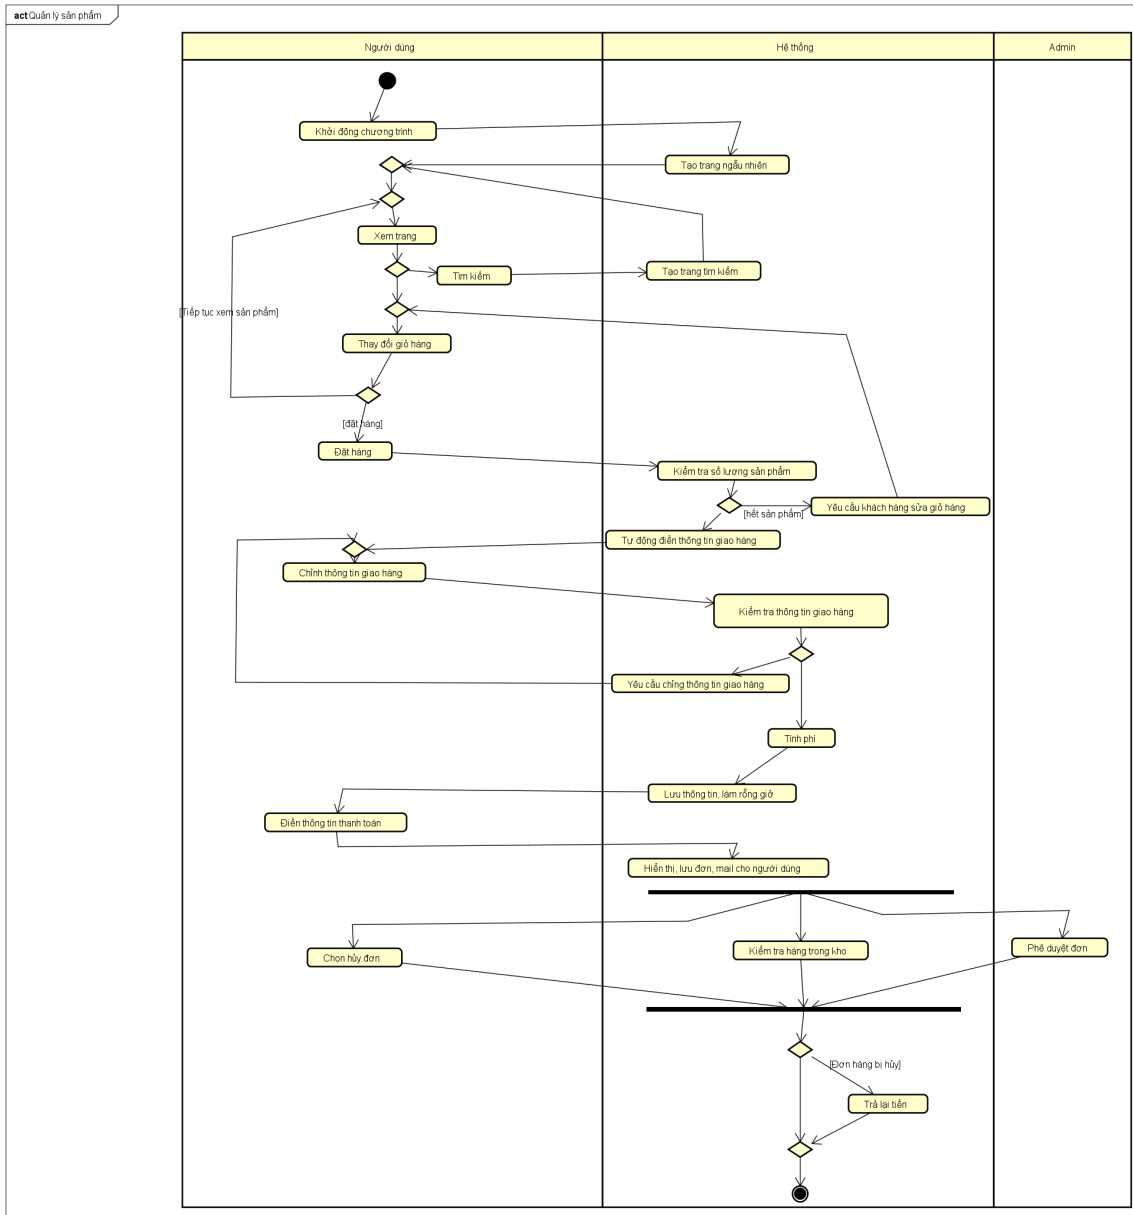 act Quản lý sản phẩm
Người dùng
Hệ thống
Admin
Khởi động chương trình
Tạo trang ngẫu nhiên
Xem trang
Tìm kiếm
Tạo trang tìm kiếm
[Tiếp tục xem sản phẩm]
Thay đổi giỏ hàng
[đặt hàng]
Đặt hàng
Kiểm tra số lượng sản phẩm
[hết sản phẩm]
Yêu cầu khách hàng sửa giỏ hàng
Tự động điền thông tin giao hàng
Chỉnh thông tin giao hàng
Kiểm tra thông tin giao hàng
Yêu cầu chỉng thông tin giao hàng
Tính phí
Lưu thông tin, làm rỗng giở
Điền thông tin thanh toán
Hiển thị, lưu đơn, mail cho người dùng
Chọn hủy đơn
Kiểm tra hàng trong kho
Phê duyệt đơn
[Đơn hàng bị hủy]
Trả lại tiền